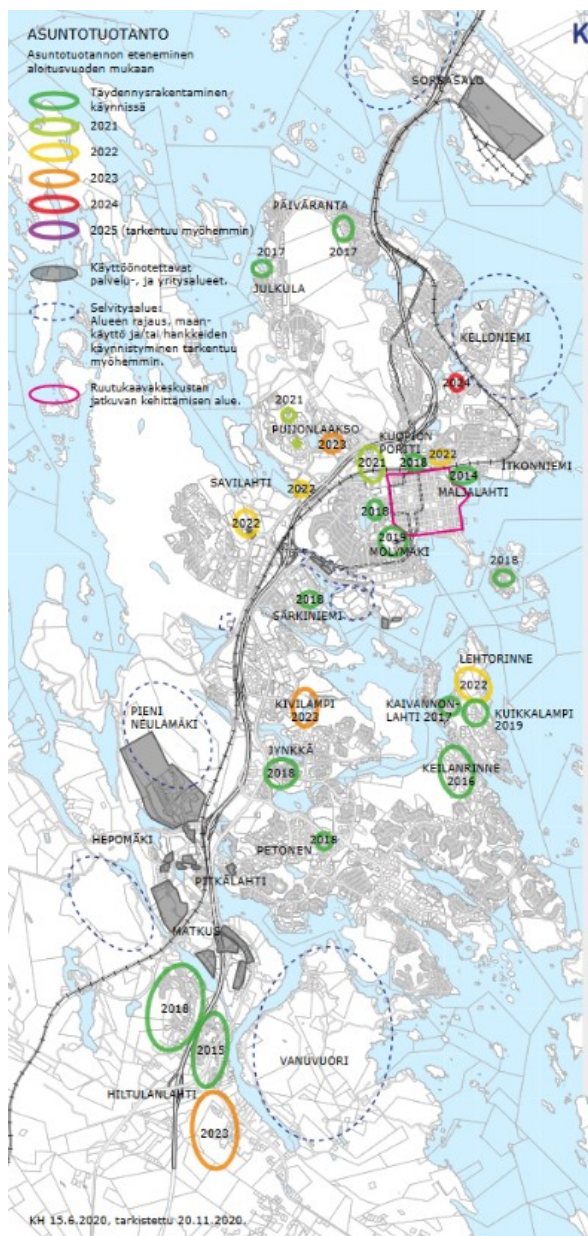 ASUNTOTUOTANTO
Asuntotuotannon eteneminen
aloitusvuoden mukaan
Täydennysrakentaminen
käynnissä
2021
2022
2023
2024
2025 (tarkentuu myöhemmin)
Käyttöönotettavat
palvelu-, ja yritysalueet.
Selvitysalue:
Alueen rajaus, maan-
käyttö ja/tai/hankkeiden
käynnistyminen tarkentuu
myöhemmin.
Ruutukaavakeskustan
jatkuvan kehittämisen alue.
K
SORSASALO
PÄIVÄRANTA
2017
2017
JULKULA
KELLONIEMI
2024
2021
PUIJONLAAKSO
2023
KUOPION
PORTTI
2021
2018
2022
ITKONNIEMI
2014
MALJALAHTI
SAVILAHTI
2022
2022
2018
2019
MÖLYMÄKI
2018
2018
SÄRKINIEMI
LEHTORINNE
2022
PIENI
NEULAMÄKI
KIVILAMPI
2022
KAIVANNON-
LAHTI 2017
KUIKKALAMPI
2019
JYNKKÄ
2018
KEILANRINNE
2016
HEPOMÄKI
2018
PETONEN
PITKÄLAHTI
MATKUS
2018
2015
VANUVUORI
HILTULANLAHTI
2023
KH 15.6.2020, tarkistettu 20.11.2020.